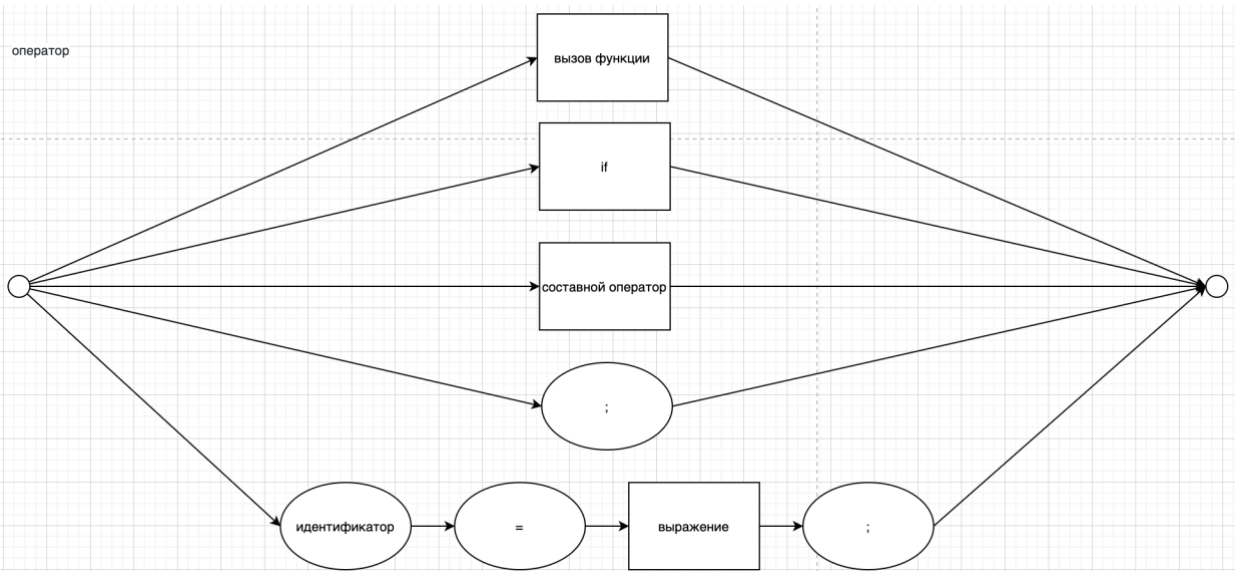 оператор
вызов функции
if
составной оператор
;
идентификатор
=
выражение
;